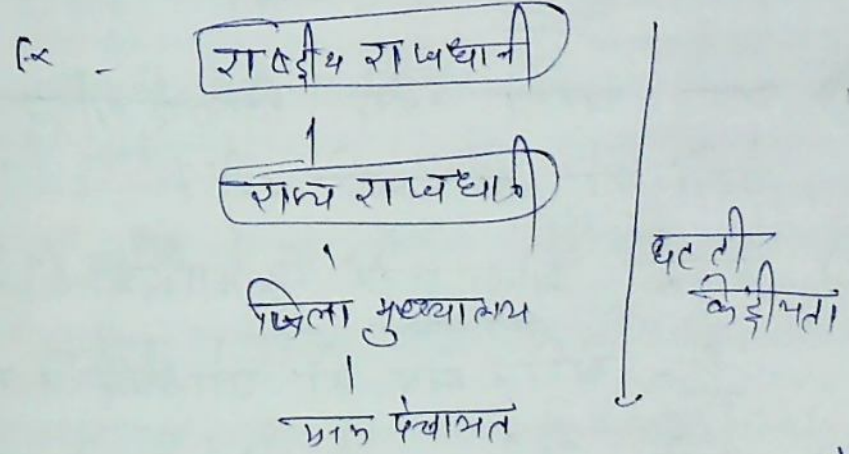 Ex -
राष्ट्रीय राजधानी
राज्य राजधानी
जिला मुख्यालय
ग्राम पंचायत
घटती
केंद्रीयता